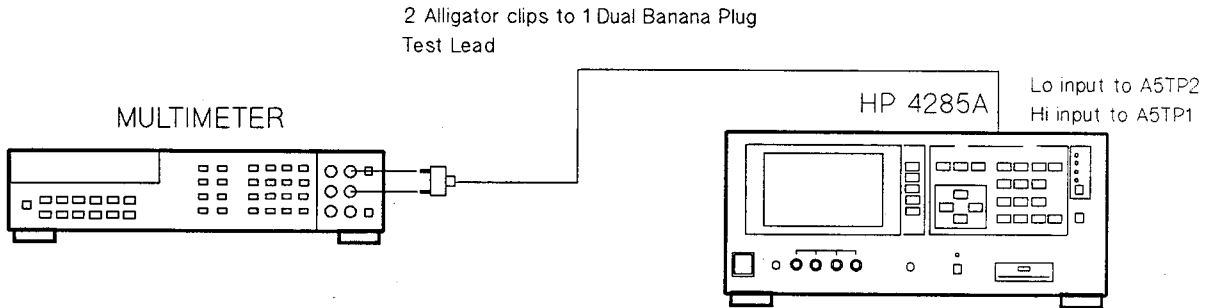 2 Alligator clips to 1 Dual Banana Plug
Test Lead
MULTIMETER
HP 4285A
Lo input to A5TP2
Hi input to A5TP1